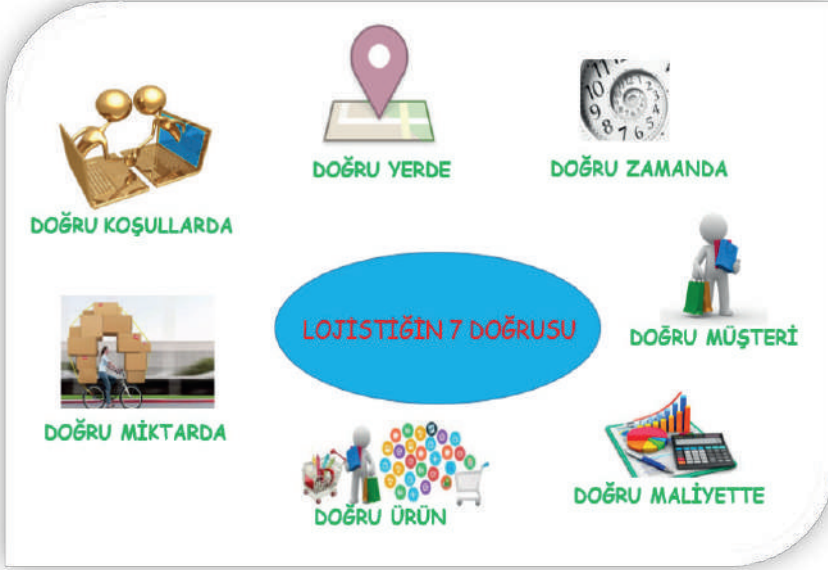 DOĞRU YERDE
DOĞRU ZAMANDA
DOĞRU KOŞULLARDA
LOJİSTİĞİN 7 DOĞRUSU
DOĞRU MÜŞTERİ
DOĞRU MİKTARDA
DOĞRU MALİYETTE
DOĞRU ÜRÜN